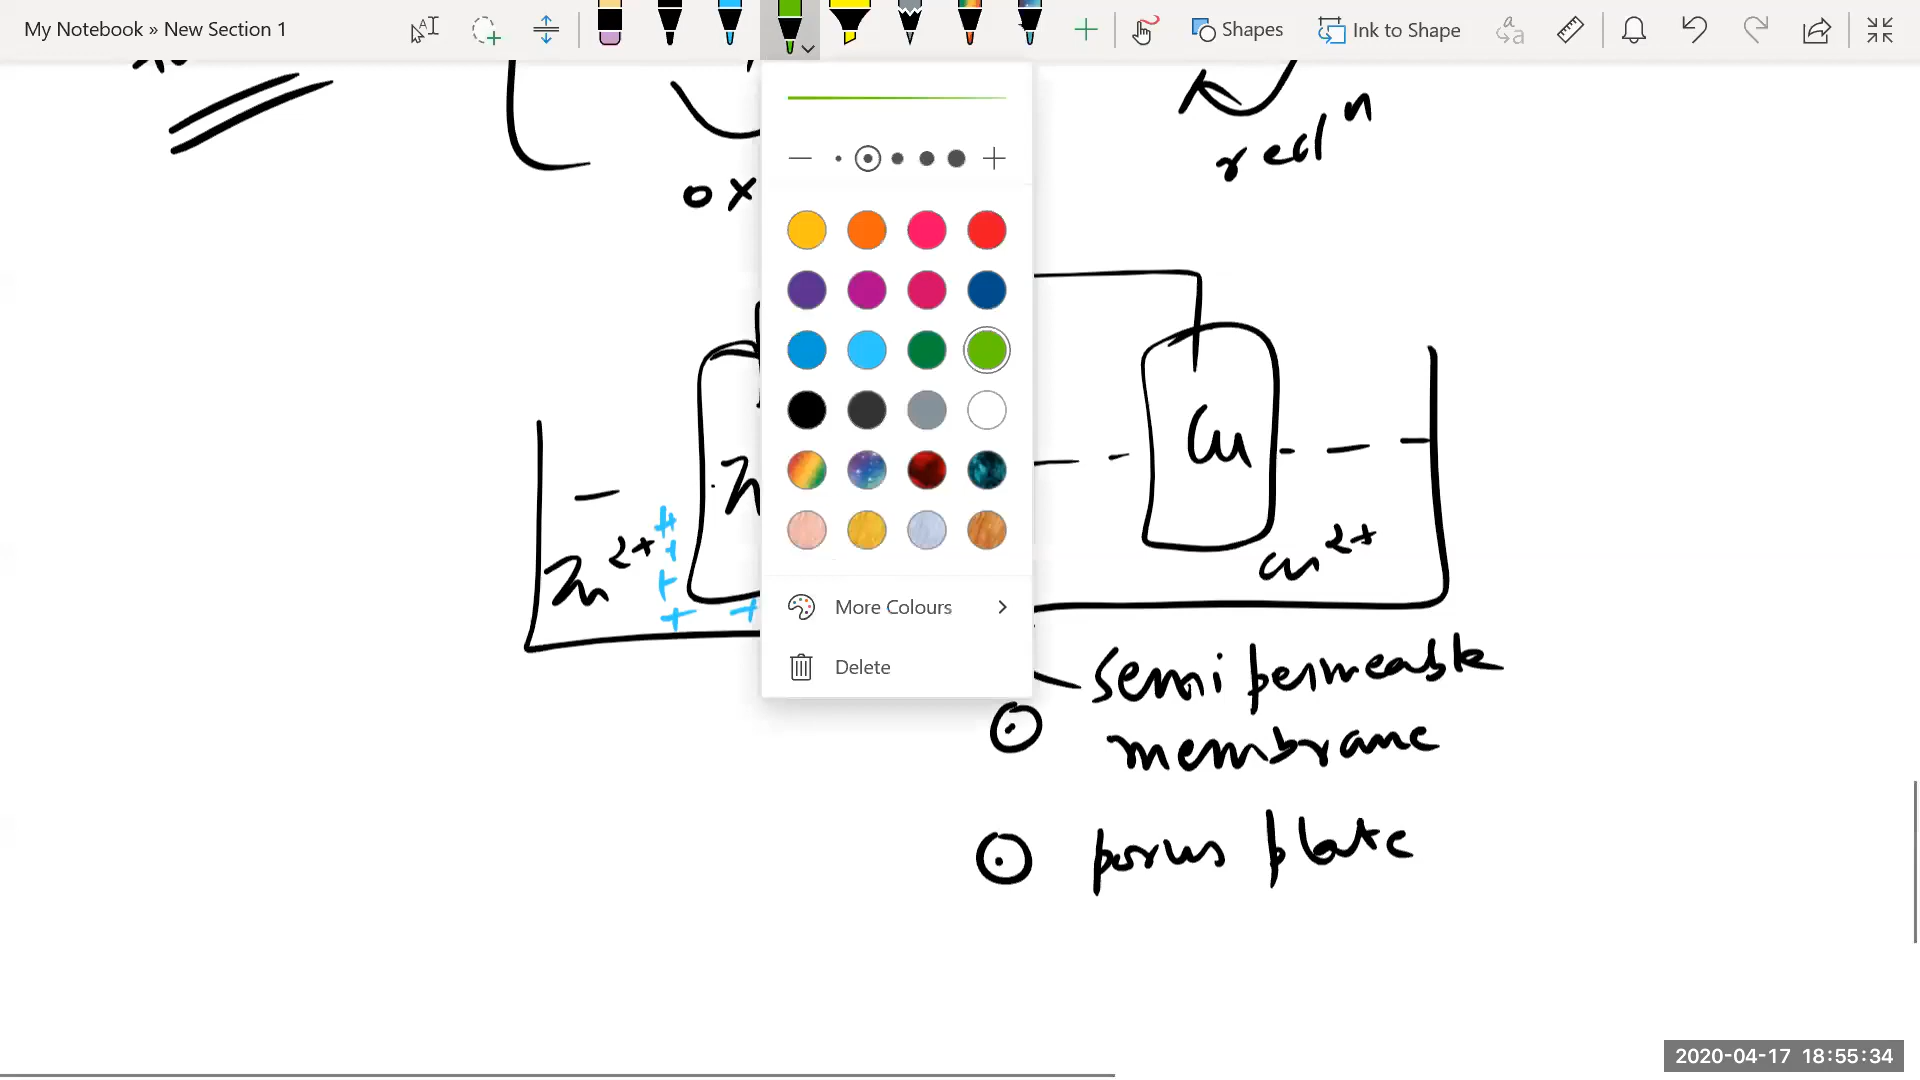 My Notebook » New Section 1
Shapes
Ink to Shape
ox
redⁿ
Cu
Zn²⁺
Cu²⁺
More Colours
Delete
Semi permeable
membrane
porus plate
2020-04-17 18:55:34